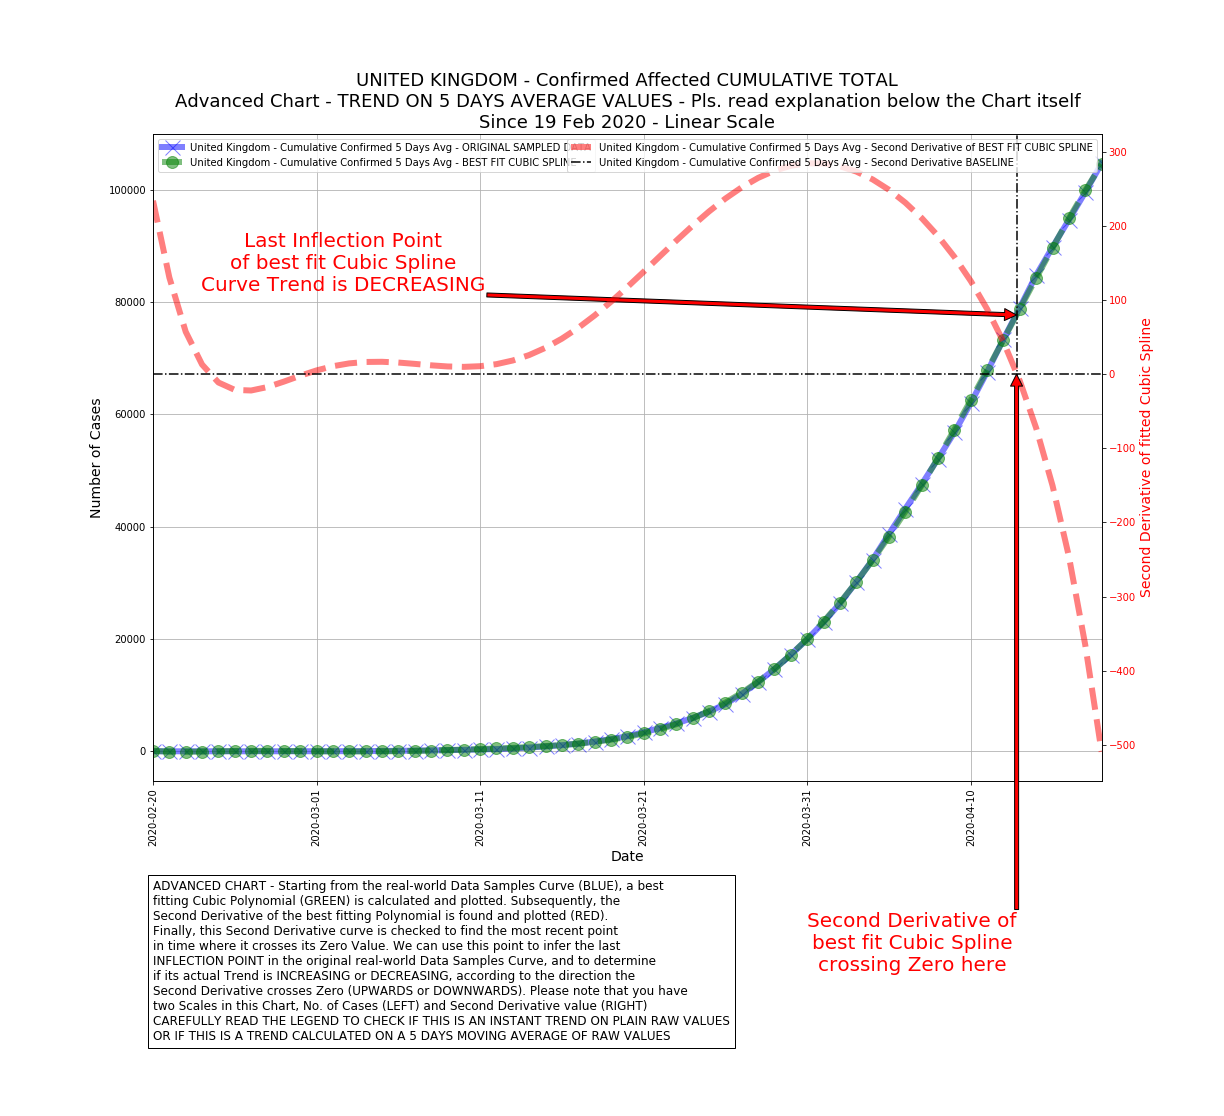 UNITED KINGDOM - Confirmed Affected CUMULATIVE TOTAL
Advanced Chart - TREND ON 5 DAYS AVERAGE VALUES - Pls. read explanation below the Chart itself
Since 19 Feb 2020 - Linear Scale
United Kingdom - Cumulative Confirmed 5 Days Avg - ORIGINAL SAMPLED DATA
United Kingdom - Cumulative Confirmed 5 Days Avg - BEST FIT CUBIC SPLINE
United Kingdom - Cumulative Confirmed 5 Days Avg - Second Derivative of BEST FIT CUBIC SPLINE
United Kingdom - Cumulative Confirmed 5 Days Avg - Second Derivative BASELINE
Last Inflection Point
of best fit Cubic Spline
Curve Trend is DECREASING
Number of Cases
100000
80000
60000
40000
20000
0
300
200
100
0
−100
−200
−300
−400
−500
Second Derivative of fitted Cubic Spline
2020-02-20
2020-03-01
2020-03-11
2020-03-21
2020-03-31
2020-04-10
Date
Second Derivative of
best fit Cubic Spline
crossing Zero here
ADVANCED CHART - Starting from the real-world Data Samples Curve (BLUE), a best
fitting Cubic Polynomial (GREEN) is calculated and plotted. Subsequently, the
Second Derivative of the best fitting Polynomial is found and plotted (RED).
Finally, this Second Derivative curve is checked to find the most recent point
in time where it crosses its Zero Value. We can use this point to infer the last
INFLECTION POINT in the original real-world Data Samples Curve, and to determine
if its actual Trend is INCREASING or DECREASING, according to the direction the
Second Derivative crosses Zero (UPWARDS or DOWNWARDS). Please note that you have
two Scales in this Chart, No. of Cases (LEFT) and Second Derivative value (RIGHT)
CAREFULLY READ THE LEGEND TO CHECK IF THIS IS AN INSTANT TREND ON PLAIN RAW VALUES
OR IF THIS IS A TREND CALCULATED ON A 5 DAYS MOVING AVERAGE OF RAW VALUES